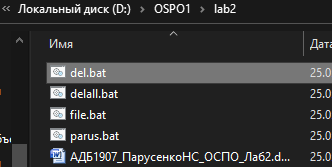 Локальный диск (D:) > OSPO1 > lab2
Имя Дата
del.bat 25.0
delall.bat 25.0
file.bat 25.0
parus.bat 25.0
АДБ1907_ПарусенкоНС_ОСПО_Лаб2.d... 25.0